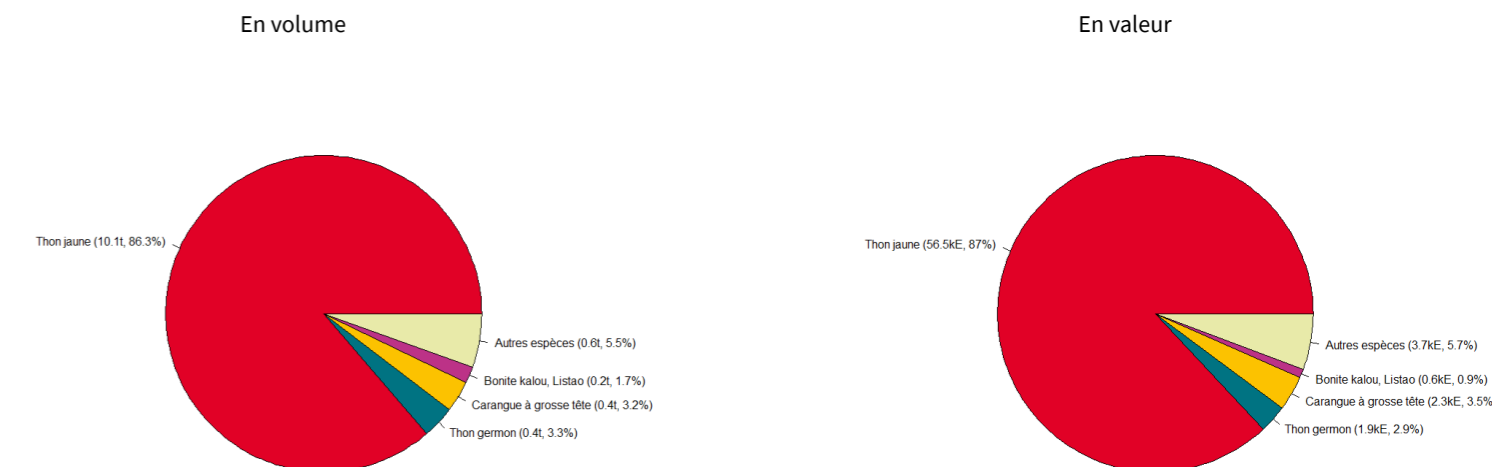 En volume
Thon jaune (10.1t, 86.3%)
Autres espèces (0.6t, 5.5%)
Bonite kalou, Listao (0.2t, 1.7%)
Carangue à grosse tête (0.4t, 3.2%)
Thon germon (0.4t, 3.3%)
En valeur
Thon jaune (56.5kE, 87%)
Autres espèces (3.7kE, 5.7%)
Bonite kalou, Listao (0.6kE, 0.9%)
Carangue à grosse tête (2.3kE, 3.5%
Thon germon (1.9kE, 2.9%)